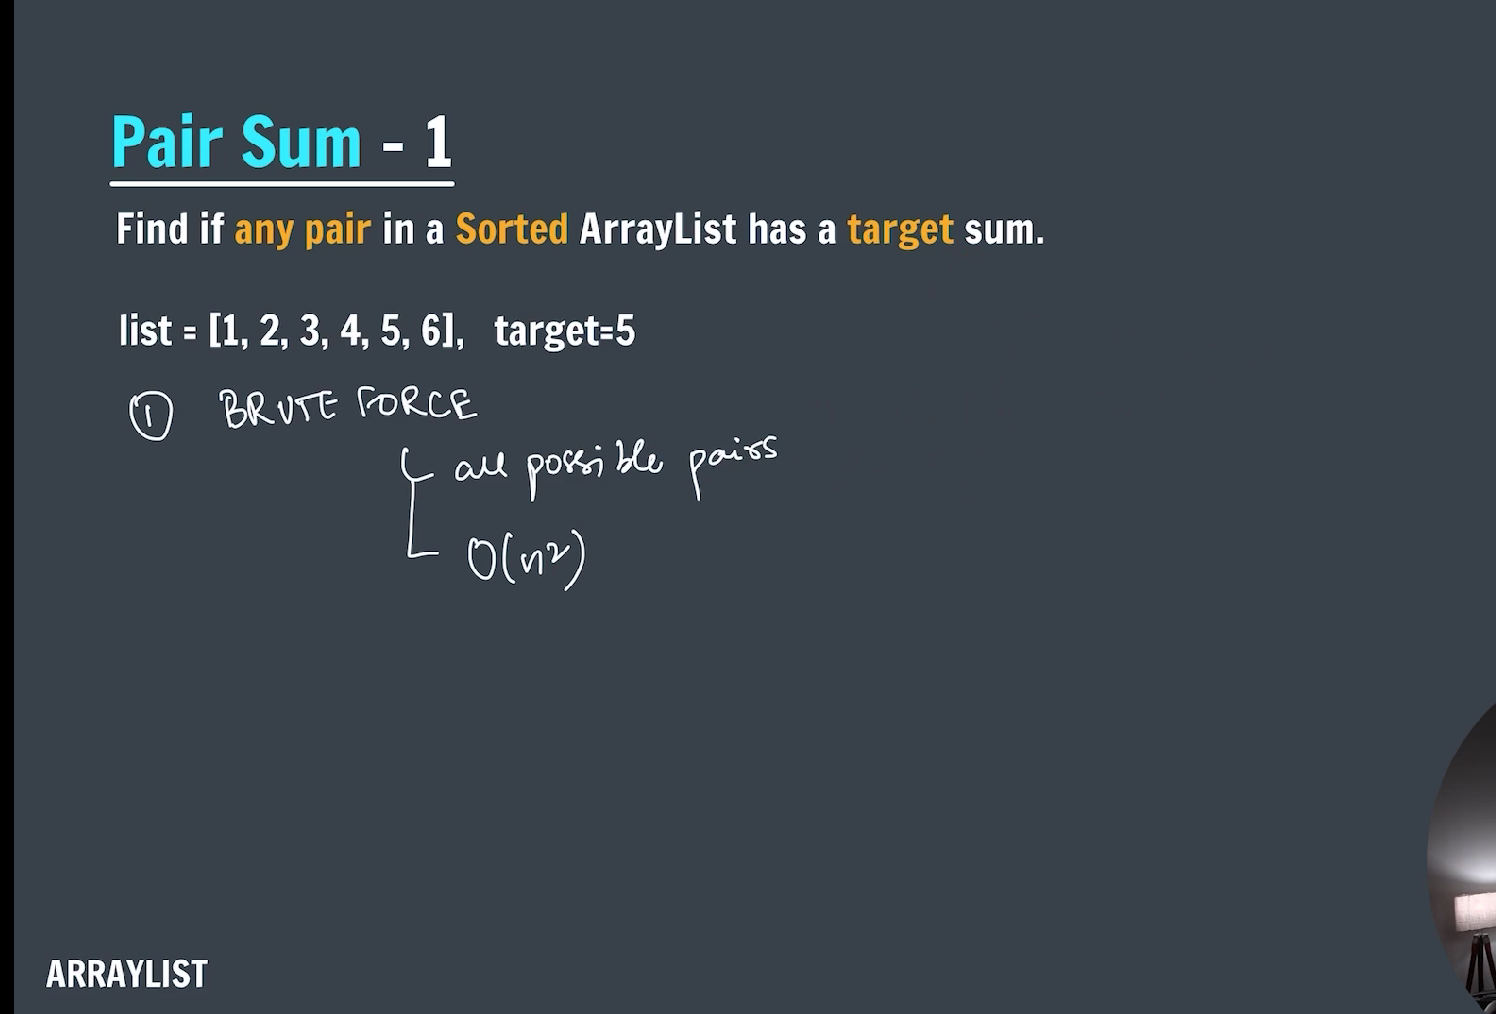 Pair Sum - 1
Find if any pair in a Sorted ArrayList has a target sum.
list = [1, 2, 3, 4, 5, 6], target=5
① BRUTE FORCE
all possible pairs
O(n²)
ARRAYLIST